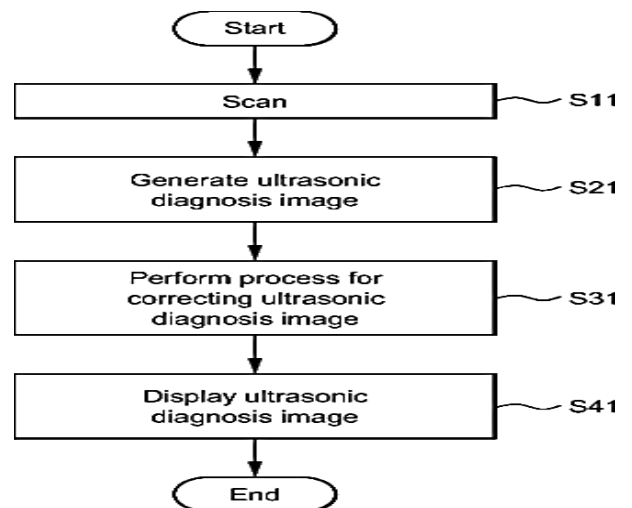 Start
Scan
S11
Generate ultrasonic
diagnosis image
S21
Perform process for
correcting ultrasonic
diagnosis image
S31
Display ultrasonic
diagnosis image
S41
End